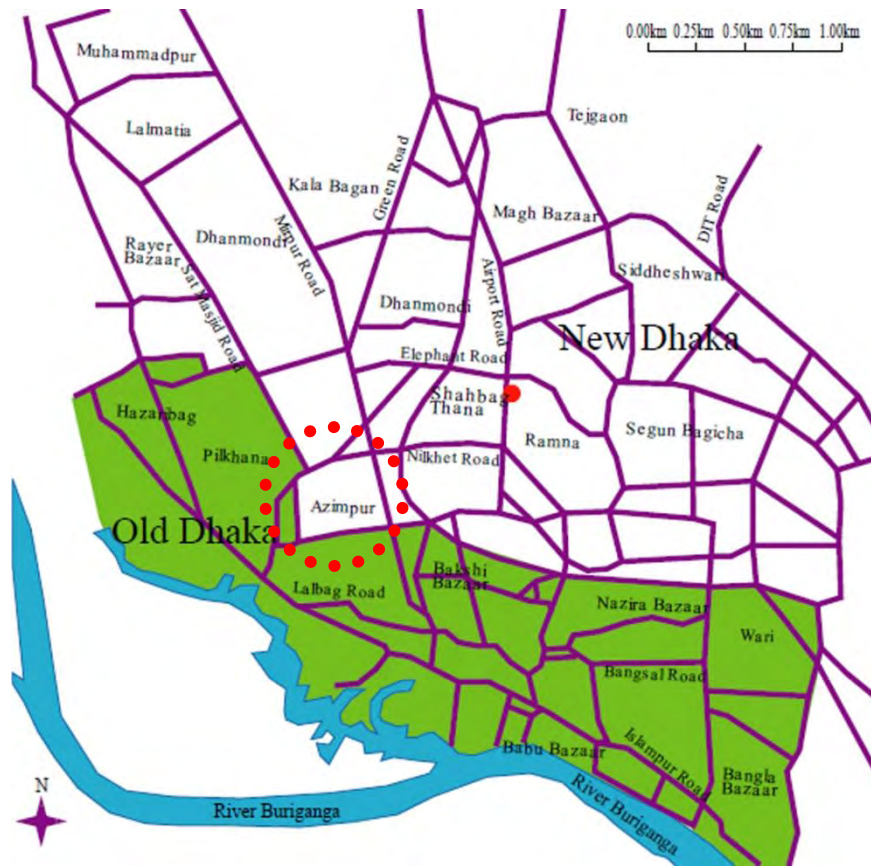 0.00km 0.25km 0.50km 0.75km 1.00km
Muhammadpur
Tejgaon
Lalmatia
Green Road
Kala Bagan
DIT Road
Magh Bazaar
Rayer
Bazaar
Dhanmondi
Mirpur Road
Siddheshwari
Sat Masjid Road
Airport Road
Dhanmondi
New Dhaka
Elephant Road
Shahbag
Thana
Hazaribag
Ramna
Segun Bagicha
Pilkhana
Nilkhet Road
Azimpur
Old Dhaka
Bakshi
Bazaar
Lalbag Road
Nazira Bazaar
Wari
Bangsal Road
Islampur Road
Babu Bazaar
Bangla
Bazaar
N
River Buriganga
River Buriganga